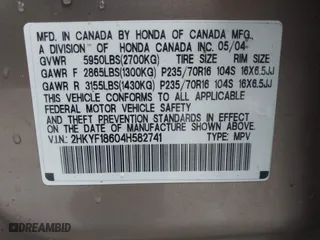 MFD. IN CANADA BY HONDA OF CANADA MFG.,
A DIVISION OF HONDA CANADA INC. 05/04
GVWR 5950LBS(2700KG) TIRE SIZE RIM SIZE
GAWR F 2865LBS(1300KG) P235/70R16 104S 16X6.5JJ
GAWR R 3155LBS(1430KG) P235/70R16 104S 16X6.5JJ
THIS VEHICLE CONFORMS TO ALL APPLICABLE
FEDERAL MOTOR VEHICLE SAFETY
STANDARDS IN EFFECT ON THE DATE OF
MANUFACTURE SHOWN ABOVE.
V.I.N.: 2HKYF18604H582741 TYPE: MPV
DREAMBID